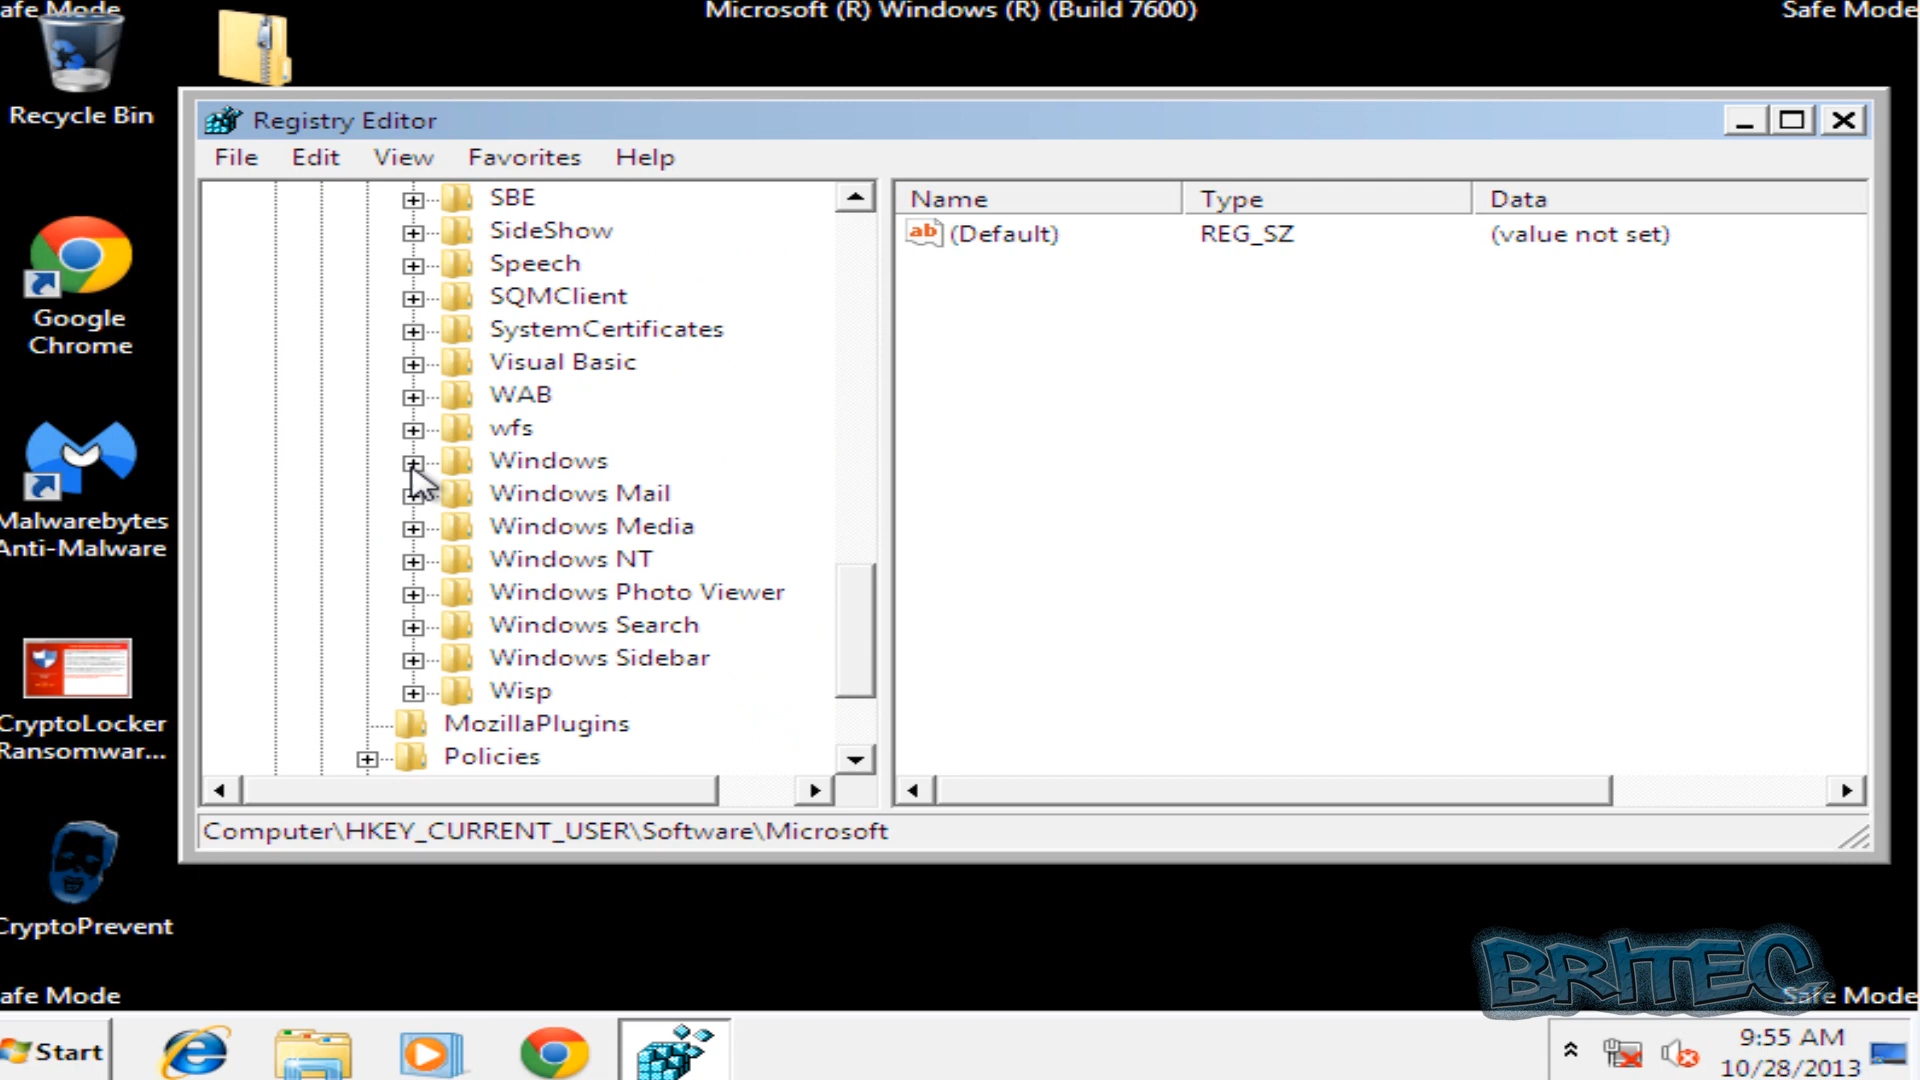 afe Mode
Microsoft (R) Windows (R) (Build 7600)
Safe Mode
Recycle Bin
Google
Chrome
Malwarebytes
Anti-Malware
CryptoLocker
Ransomwar...
CryptoPrevent
Registry Editor
File Edit View Favorites Help
SBE
SideShow
Speech
SQMClient
SystemCertificates
Visual Basic
WAB
wfs
Windows
Windows Mail
Windows Media
Windows NT
Windows Photo Viewer
Windows Search
Windows Sidebar
Wisp
MozillaPlugins
Policies
Name Type Data
ab (Default) REG_SZ (value not set)
Computer\HKEY_CURRENT_USER\Software\Microsoft
BRITEC
afe Mode
Safe Mode
Start
9:55 AM
10/28/2013